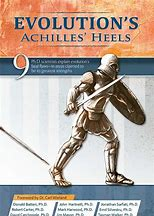 EVOLUTION'S
ACHILLES' HEELS
9
Ph.D. scientists explain evolution's
fatal flaws—in areas claimed to
be its greatest strengths
Foreword by Dr. Carl Wieland
Donald Batten, Ph.D.
John Hartnett, Ph.D.
Jonathan Sarfati, Ph.D.
Robert Carter, Ph.D.
Mark Harwood, Ph.D.
Emil Silvestru, Ph.D.
David Catchpoole, Ph.D.
Jim Mason, Ph.D.
Tasman Walker, Ph.D.